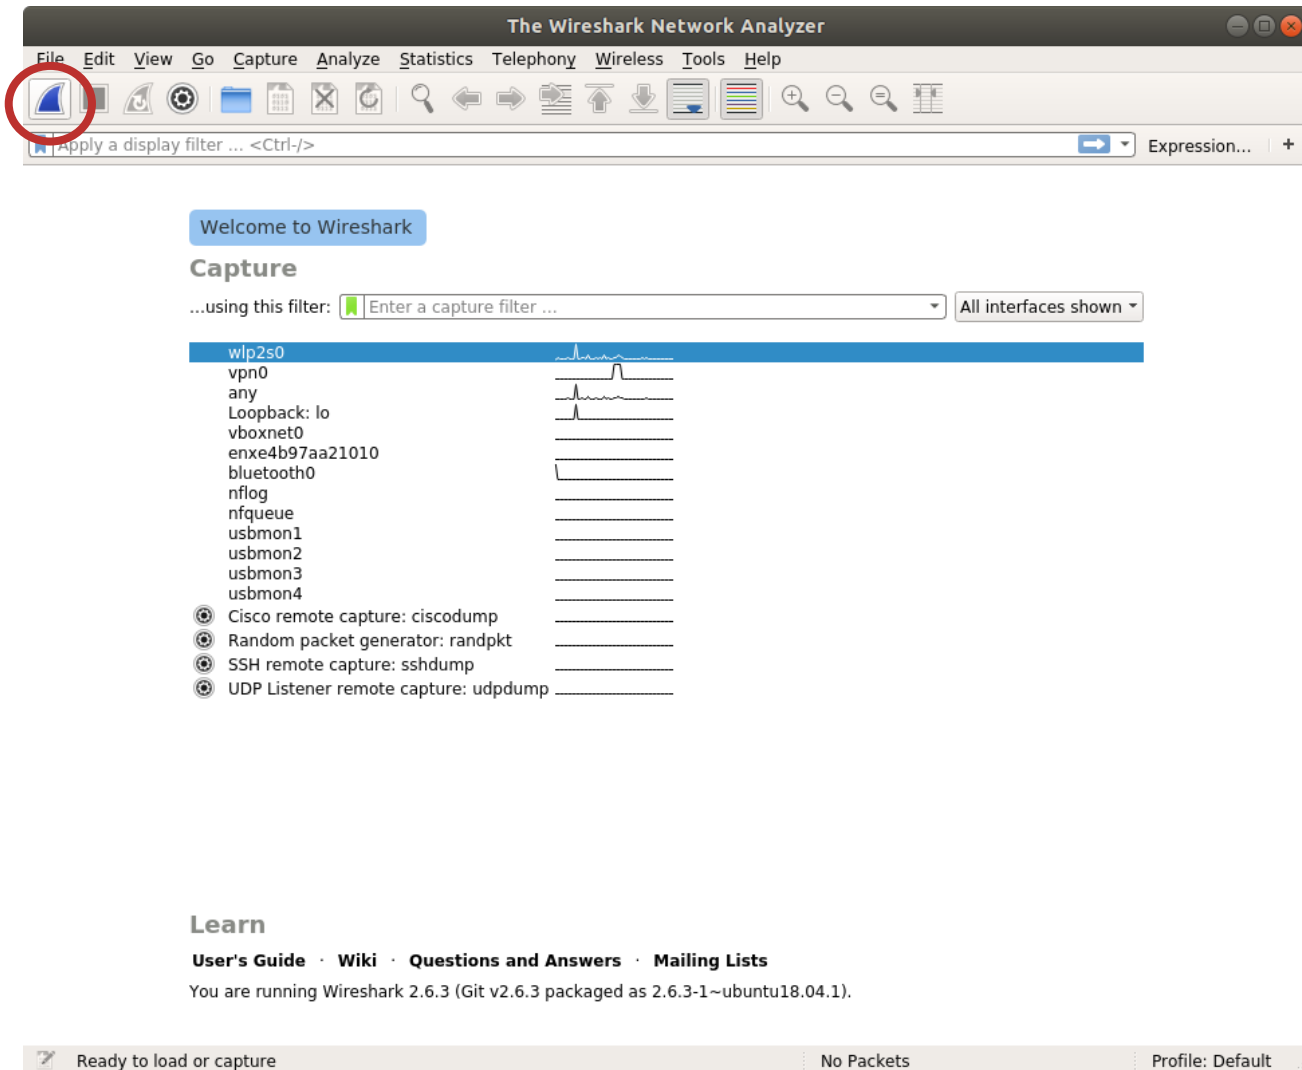 The Wireshark Network Analyzer
File Edit View Go Capture Analyze Statistics Telephony Wireless Tools Help
Apply a display filter ... <Ctrl-/> Expression... +
Welcome to Wireshark
Capture
...using this filter: Enter a capture filter ... All interfaces shown
wlp2s0
vpn0
any
Loopback: lo
vboxnet0
enxe4b97aa21010
bluetooth0
nflog
nfqueue
usbmon1
usbmon2
usbmon3
usbmon4
Cisco remote capture: ciscodump
Random packet generator: randpkt
SSH remote capture: sshdump
UDP Listener remote capture: udpdump
Learn
User's Guide · Wiki · Questions and Answers · Mailing Lists
You are running Wireshark 2.6.3 (Git v2.6.3 packaged as 2.6.3-1~ubuntu18.04.1).
Ready to load or capture No Packets Profile: Default